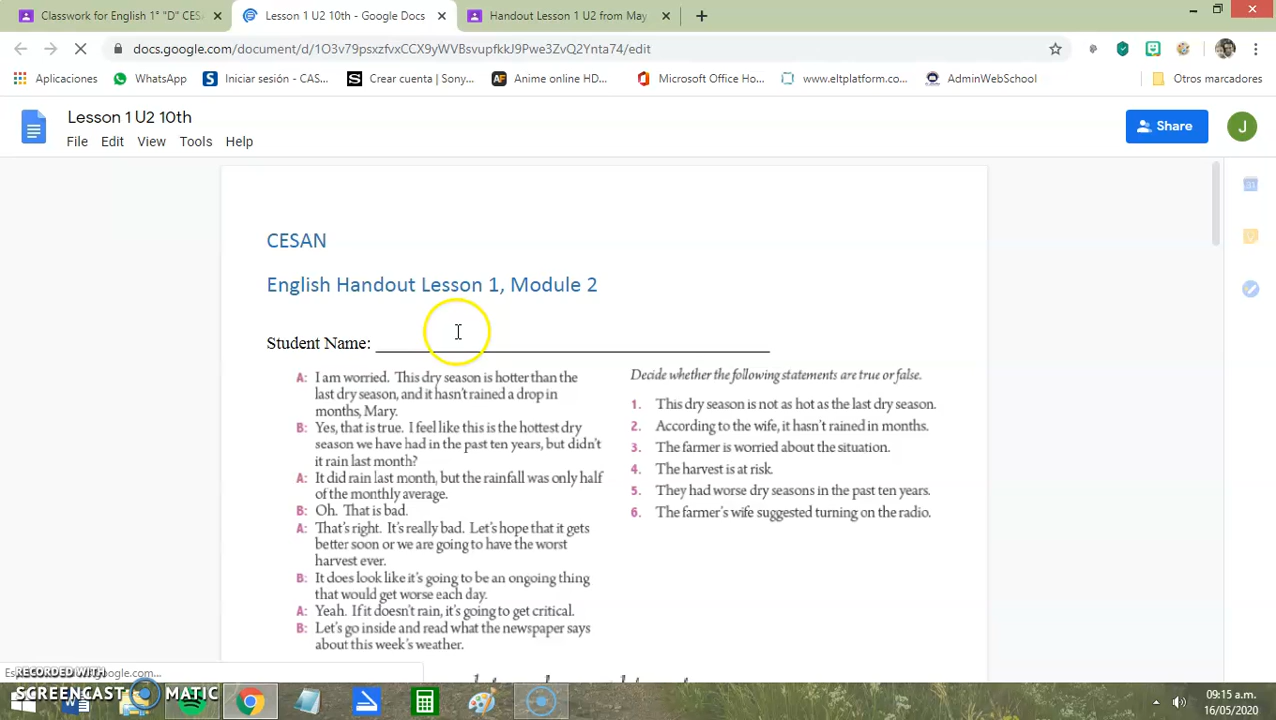 Classwork for English 1° "D" CES
Lesson 1 U2 10th - Google Docs
Handout Lesson 1 U2 from May
docs.google.com/document/d/1O3v79psxzfvxCCX9yWVBsvupfkkJ9Pwe3ZvQ2Ynta74/edit
Aplicaciones
WhatsApp
Iniciar sesión - CAS...
Crear cuenta | Sony...
Anime online HD...
Microsoft Office Ho...
www.eltplatform.co...
AdminWebSchool
Otros marcadores
Lesson 1 U2 10th
File Edit View Tools Help
Share
J
CESAN
English Handout Lesson 1, Module 2
Student Name: 
A: I am worried. This dry season is hotter than the
last dry season, and it hasn't rained a drop in
months, Mary.
B: Yes, that is true. I feel like this is the hottest dry
season we have had in the past ten years, but didn't
it rain last month?
A: It did rain last month, but the rainfall was only half
of the monthly average.
B: Oh. That is bad.
A: That's right. It's really bad. Let's hope that it gets
better soon or we are going to have the worst
harvest ever.
B: It does look like it's going to be an ongoing thing
that would get worse each day.
A: Yeah. If it doesn't rain, it's going to get critical.
B: Let's go inside and read what the newspaper says
about this week's weather.
Decide whether the following statements are true or false.
1. This dry season is not as hot as the last dry season.
2. According to the wife, it hasn't rained in months.
3. The farmer is worried about the situation.
4. The harvest is at risk.
5. They had worse dry seasons in the past ten years.
6. The farmer's wife suggested turning on the radio.
RECORDED WITH
SCREENCAST MATIC
09:15 a.m.
16/05/2020